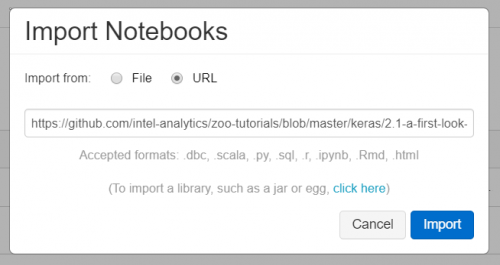 Import Notebooks
Import from: File URL
https://github.com/intel-analytics/zoo-tutorials/blob/master/keras/2.1-a-first-look-
Accepted formats: .dbc, .scala, .py, .sql, .r, .ipynb, .Rmd, .html
(To import a library, such as a jar or egg, click here)
Cancel Import